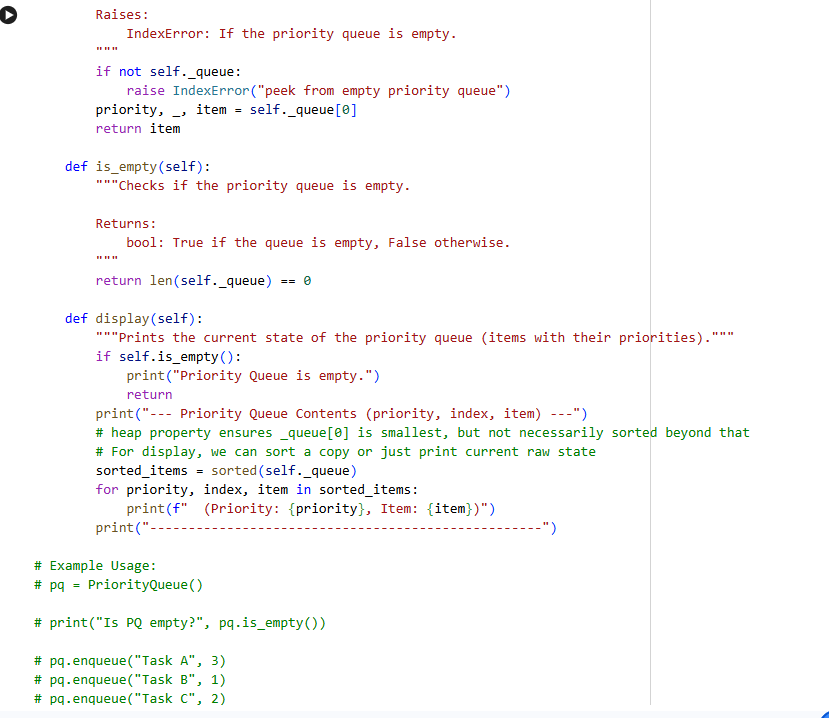 Raises:
            IndexError: If the priority queue is empty.
        """
        if not self._queue:
            raise IndexError("peek from empty priority queue")
        priority, _, item = self._queue[0]
        return item

    def is_empty(self):
        """Checks if the priority queue is empty.

        Returns:
            bool: True if the queue is empty, False otherwise.
        """
        return len(self._queue) == 0

    def display(self):
        """Prints the current state of the priority queue (items with their priorities)."""
        if self.is_empty():
            print("Priority Queue is empty.")
            return
        print("--- Priority Queue Contents (priority, index, item) ---")
        # heap property ensures _queue[0] is smallest, but not necessarily sorted beyond that
        # For display, we can sort a copy or just print current raw state
        sorted_items = sorted(self._queue)
        for priority, index, item in sorted_items:
            print(f"  (Priority: {priority}, Item: {item})")
        print("---------------------------------------------------")

# Example Usage:
# pq = PriorityQueue()

# print("Is PQ empty?", pq.is_empty())

# pq.enqueue("Task A", 3)
# pq.enqueue("Task B", 1)
# pq.enqueue("Task C", 2)